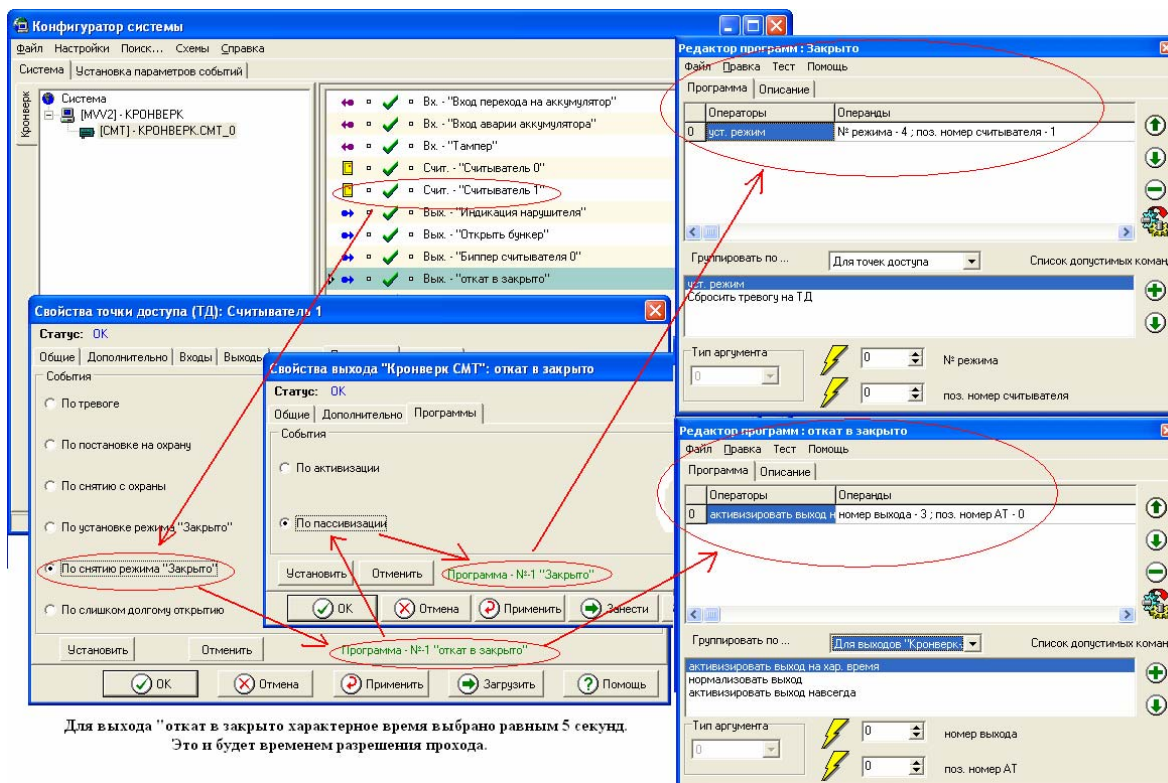 Конфигуратор системы
Файл Настройки Поиск... Схемы Справка
Система Установка параметров событий
Кронверк
Система
[MVV2] - КРОНВЕРК
[СМТ] - КРОНВЕРК.СМТ_0
Вх. - "Вход перехода на аккумулятор"
Вх. - "Вход аварии аккумулятора"
Вх. - "Тампер"
Счит. - "Считыватель 0"
Счит. - "Считыватель 1"
Вых. - "Индикация нарушителя"
Вых. - "Открыть бункер"
Вых. - "Биппер считывателя 0"
Вых. - "откат в закрыто"
Свойства точки доступа (ТД): Считыватель 1
Статус: OK
Общие Дополнительно Входы Выходы
События
По тревоге
По постановке на охрану
По снятию с охраны
По установке режима "Закрыто"
По снятию режима "Закрыто"
По слишком долгому открытию
Установить Отменить Программа - №-1 "откат в закрыто"
OK Отмена Применить Загрузить Помощь
Свойства выхода "Кронверк СМТ": откат в закрыто
Статус: OK
Общие Дополнительно Программы
События
По активизации
По пассивизации
Установить Отменить Программа - №-1 "Закрыто"
OK Отмена Применить Занести
Редактор программ : Закрыто
Файл Правка Тест Помощь
Программа Описание
Операторы Операнды
0 уст. режим № режима - 4 ; поз. номер считывателя - 1
Группировать по ... Для точек доступа Список допустимых коман
уст. режим
Сбросить тревогу на ТД
Тип аргумента
0
0 № режима
0 поз. номер считывателя
Редактор программ : откат в закрыто
Файл Правка Тест Помощь
Программа Описание
Операторы Операнды
0 активизировать выход н номер выхода - 3 ; поз. номер АТ - 0
Группировать по ... Для выходов "Кронверк Список допустимых коман
активизировать выход на хар. время
нормализовать выход
активизировать выход навсегда
Тип аргумента
0
0 номер выхода
0 поз. номер АТ
Для выхода "откат в закрыто характерное время выбрано равным 5 секунд.
Это и будет временем разрешения прохода.